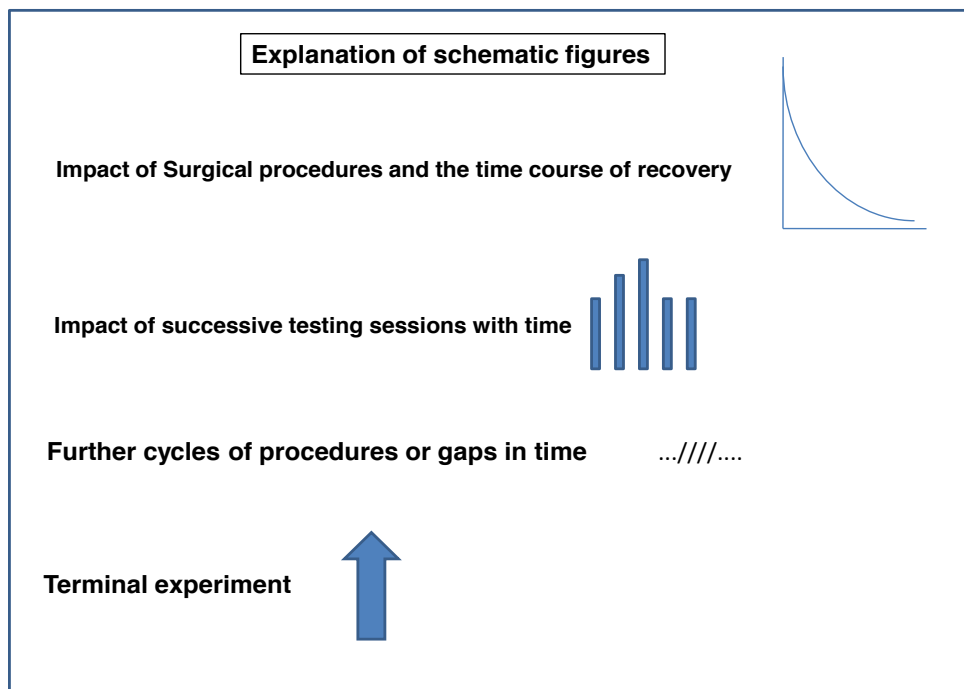 Explanation of schematic figures
Impact of Surgical procedures and the time course of recovery
Impact of successive testing sessions with time
Further cycles of procedures or gaps in time ...////....
Terminal experiment